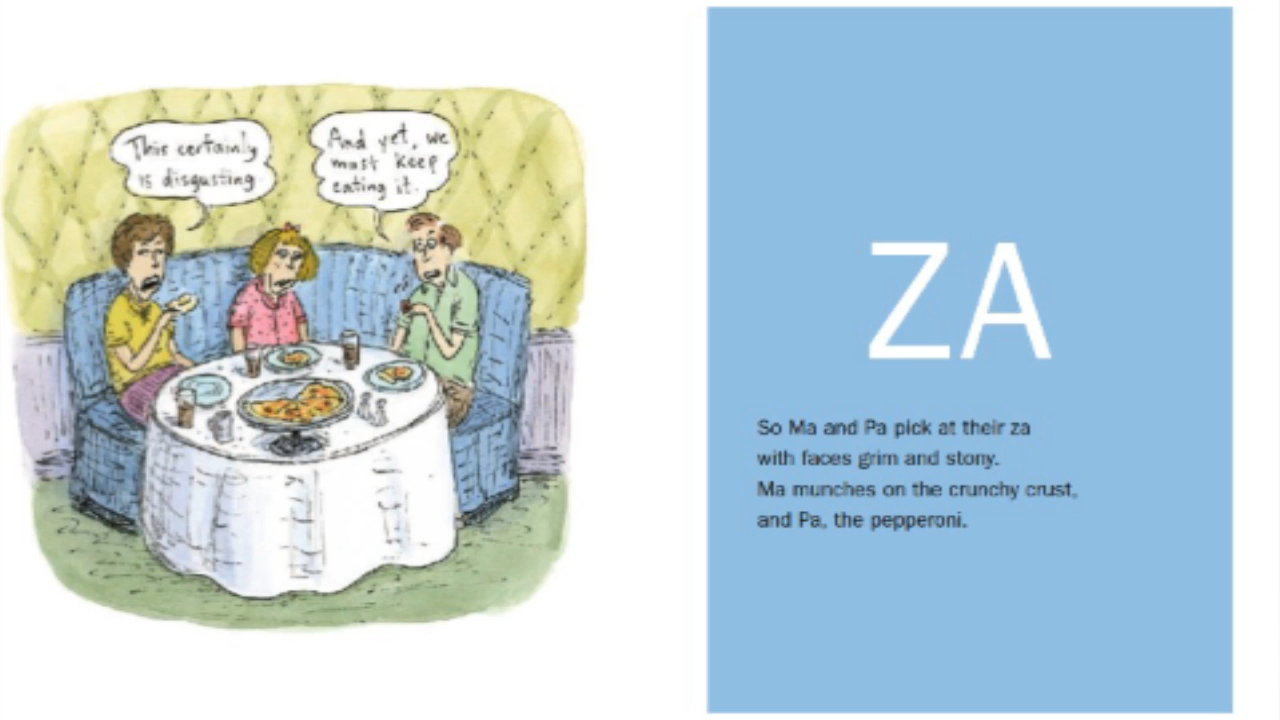 This certainly
is disgusting.
And yet, we
must keep
eating it.
ZA
So Ma and Pa pick at their za
with faces grim and stony.
Ma munches on the crunchy crust,
and Pa, the pepperoni.